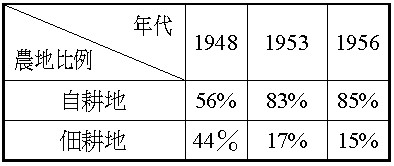 年代
農地比例
1948 1953 1956
自耕地 56% 83% 85%
佃耕地 44% 17% 15%